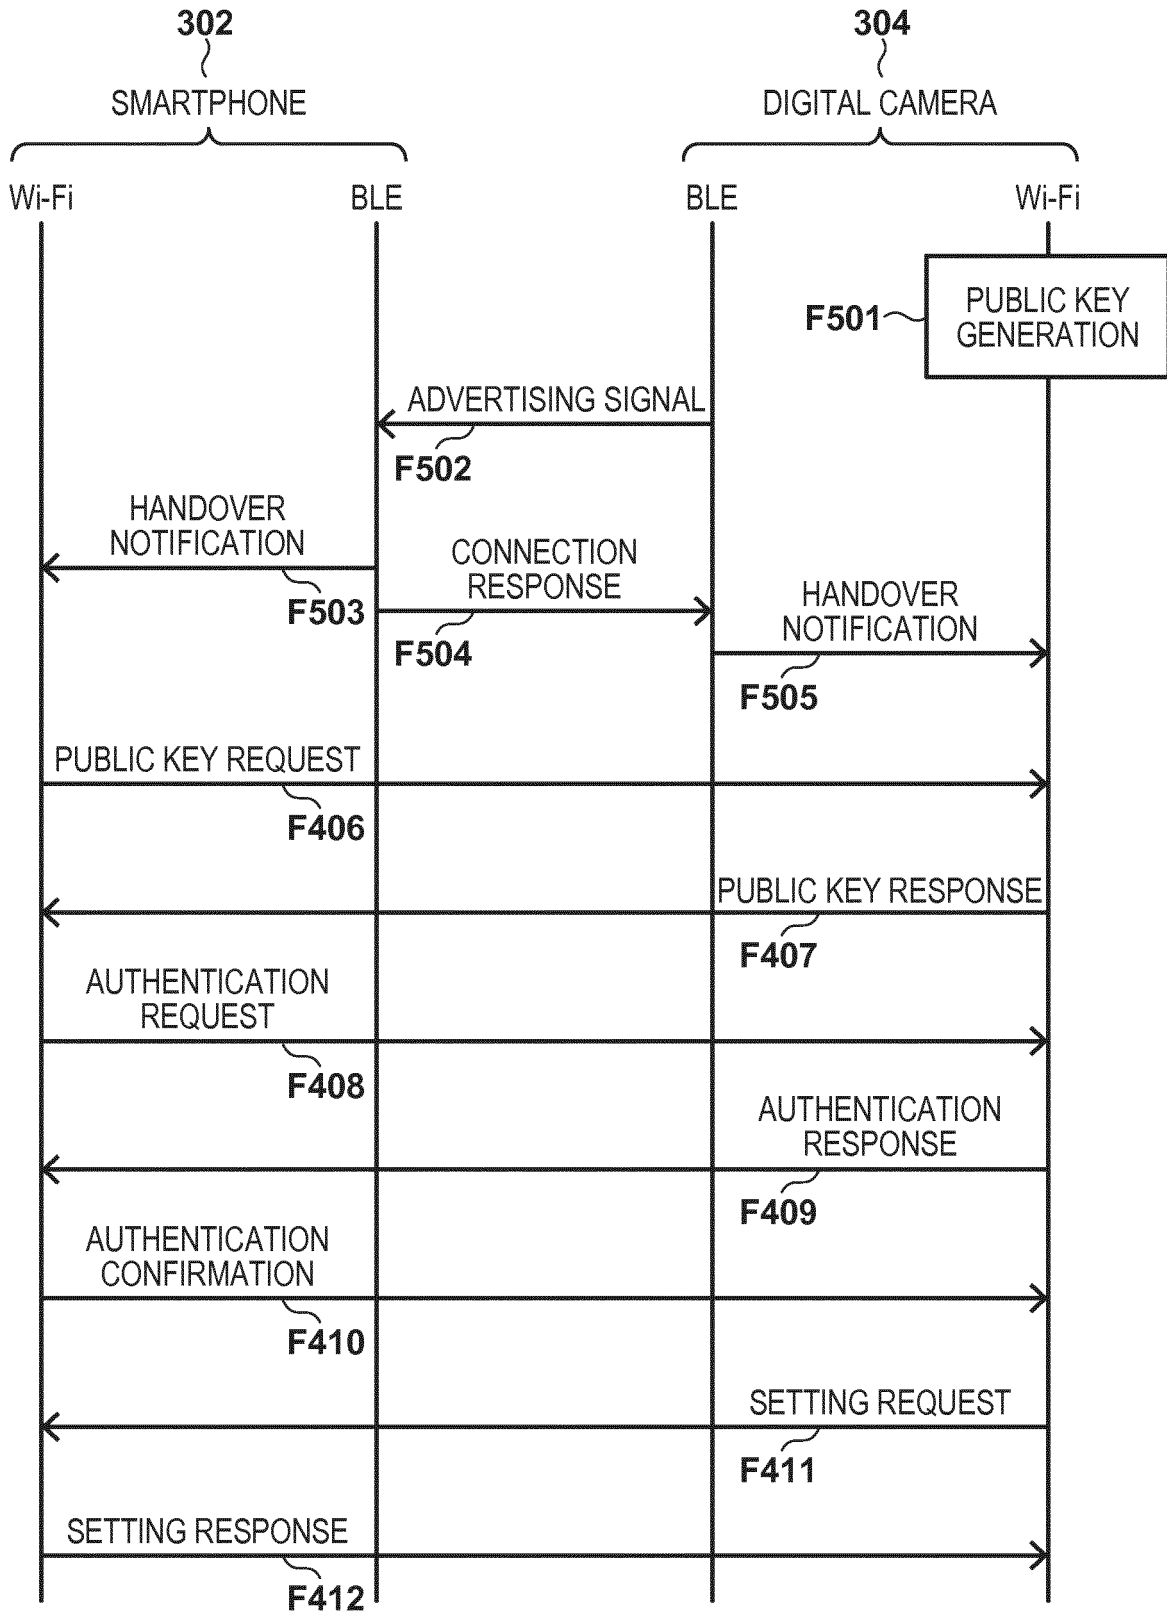 302
304
SMARTPHONE
DIGITAL CAMERA
Wi-Fi
BLE
BLE
Wi-Fi
F501
PUBLIC KEY
GENERATION
ADVERTISING SIGNAL
F502
HANDOVER
NOTIFICATION
F503
CONNECTION
RESPONSE
F504
HANDOVER
NOTIFICATION
F505
PUBLIC KEY REQUEST
F406
PUBLIC KEY RESPONSE
F407
AUTHENTICATION
REQUEST
F408
AUTHENTICATION
RESPONSE
F409
AUTHENTICATION
CONFIRMATION
F410
SETTING REQUEST
F411
SETTING RESPONSE
F412